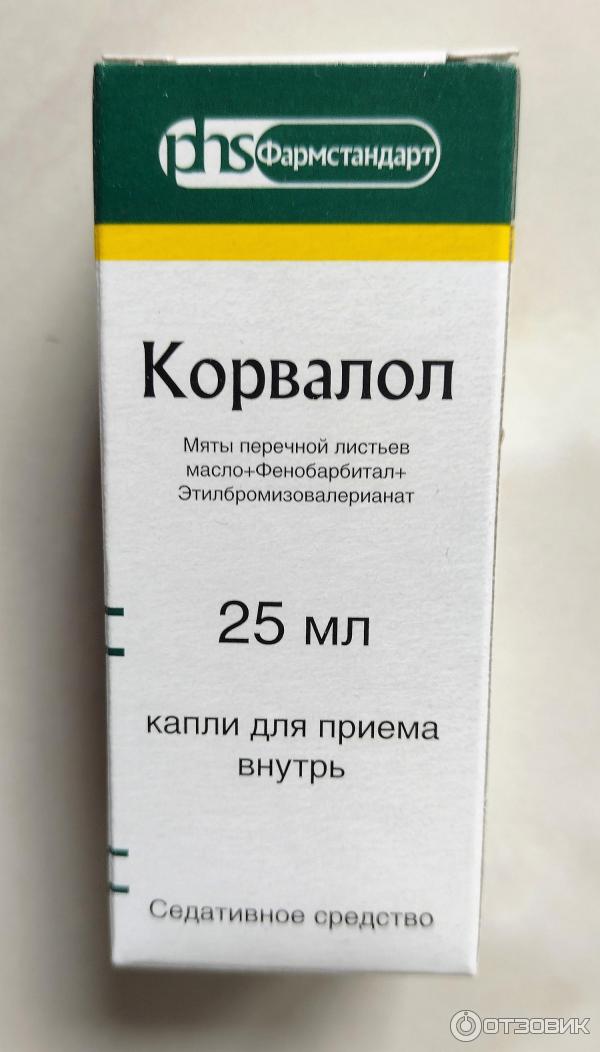 phs Фармстандарт
Корвалол
Мяты перечной листьев
масло+Фенобарбитал+
Этилбромизовалерианат
25 мл
капли для приема
внутрь
Седативное средство
ОТЗОВИК